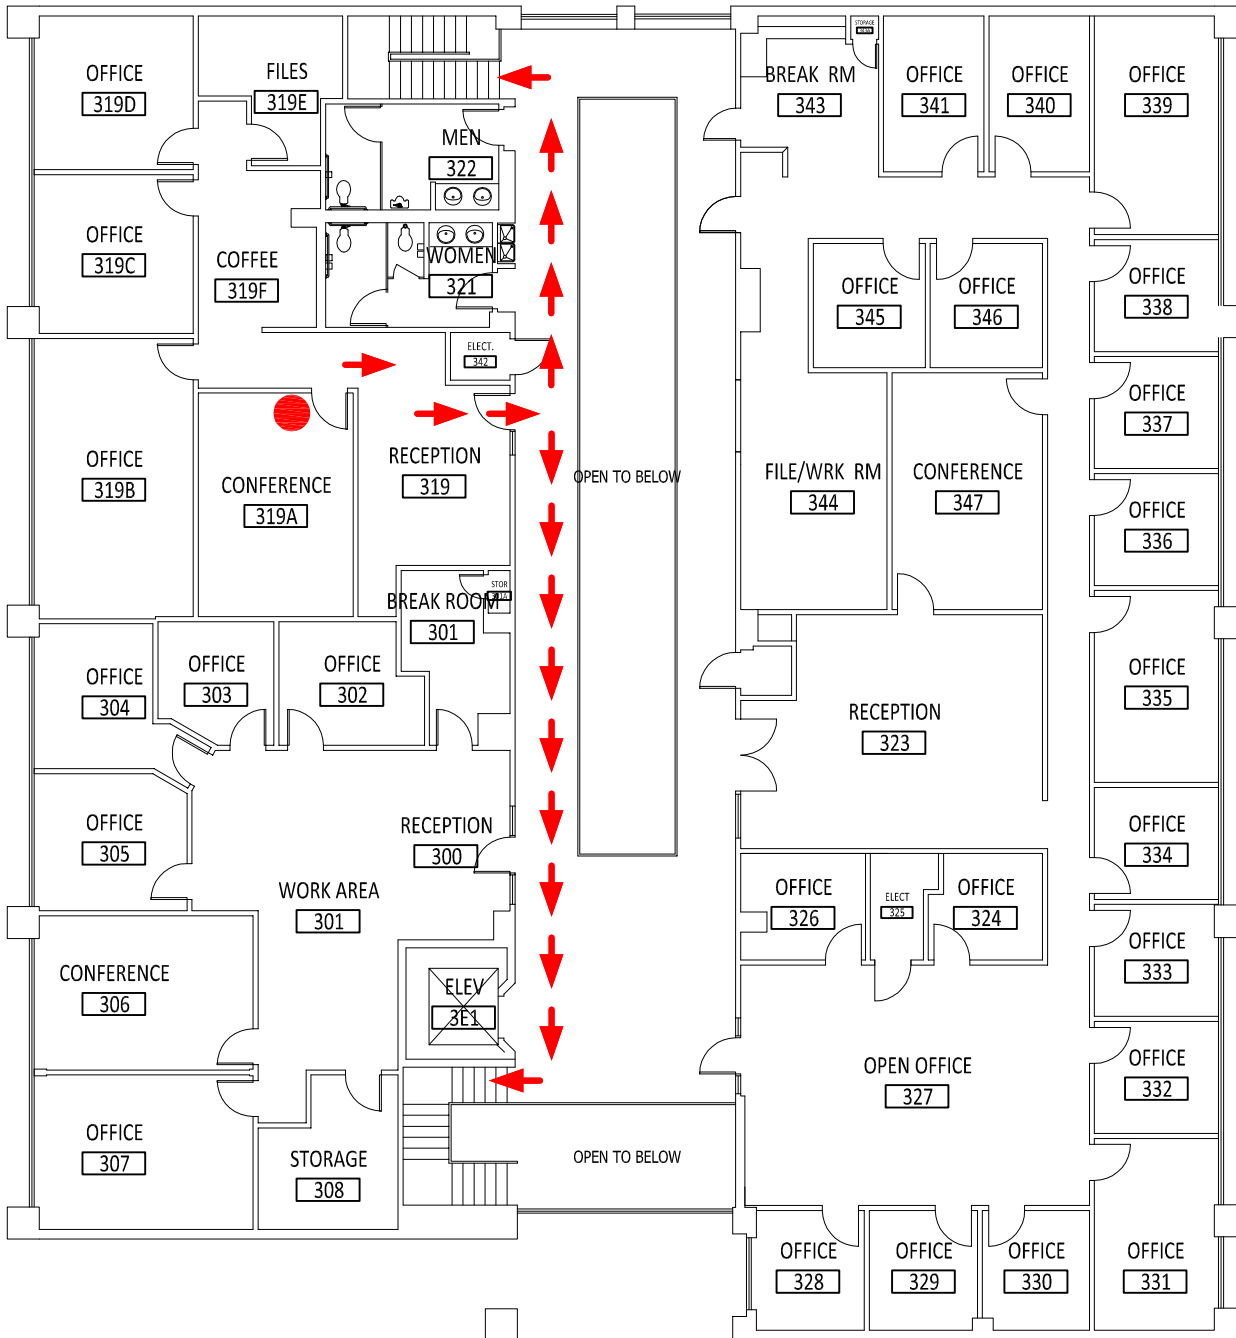 OFFICE
319D
FILES
319E
BREAK RM
343
STORAGE
OFFICE
341
OFFICE
340
OFFICE
339
MEN
322
OFFICE
319C
COFFEE
319F
WOMEN
321
OFFICE
345
OFFICE
346
OFFICE
338
ELECT.
342
OFFICE
337
OFFICE
319B
CONFERENCE
319A
RECEPTION
319
OPEN TO BELOW
FILE/WRK RM
344
CONFERENCE
347
OFFICE
336
STOR
BREAK ROOM
301
OFFICE
304
OFFICE
303
OFFICE
302
RECEPTION
323
OFFICE
335
OFFICE
305
RECEPTION
300
WORK AREA
301
OFFICE
334
OFFICE
326
ELECT
325
OFFICE
324
OFFICE
333
CONFERENCE
306
ELEV
3E1
OPEN OFFICE
327
OFFICE
332
OFFICE
307
STORAGE
308
OPEN TO BELOW
OFFICE
328
OFFICE
329
OFFICE
330
OFFICE
331